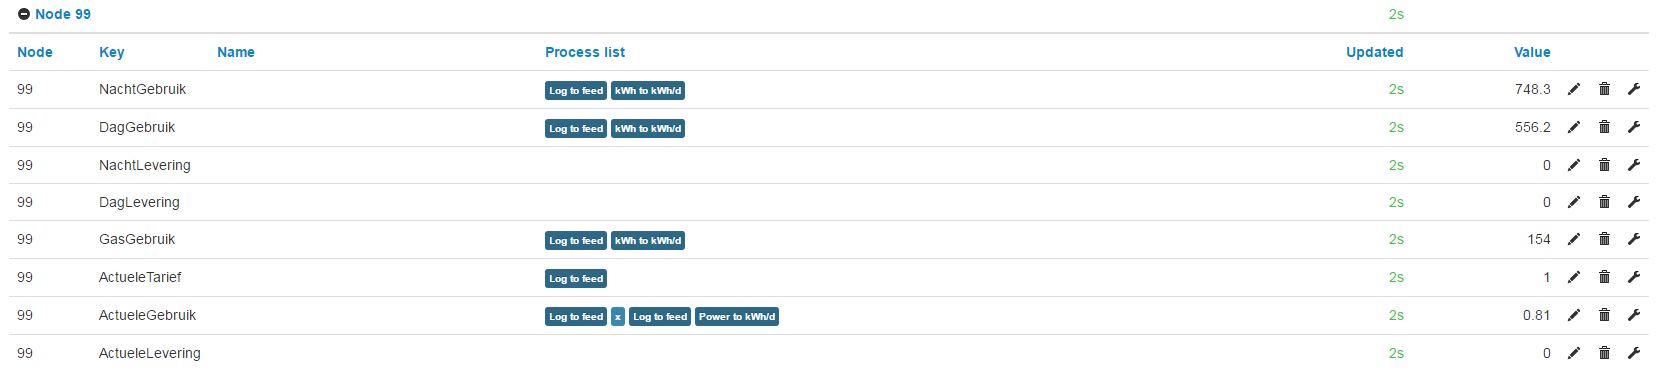 Node 99 2s
Node Key Name Process list Updated Value
99 NachtGebruik Log to feed kWh to kWh/d 2s 748.3
99 DagGebruik Log to feed kWh to kWh/d 2s 556.2
99 NachtLevering 2s 0
99 DagLevering 2s 0
99 GasGebruik Log to feed kWh to kWh/d 2s 154
99 ActueleTarief Log to feed 2s 1
99 ActueleGebruik Log to feed x Log to feed Power to kWh/d 2s 0.81
99 ActueleLevering 2s 0